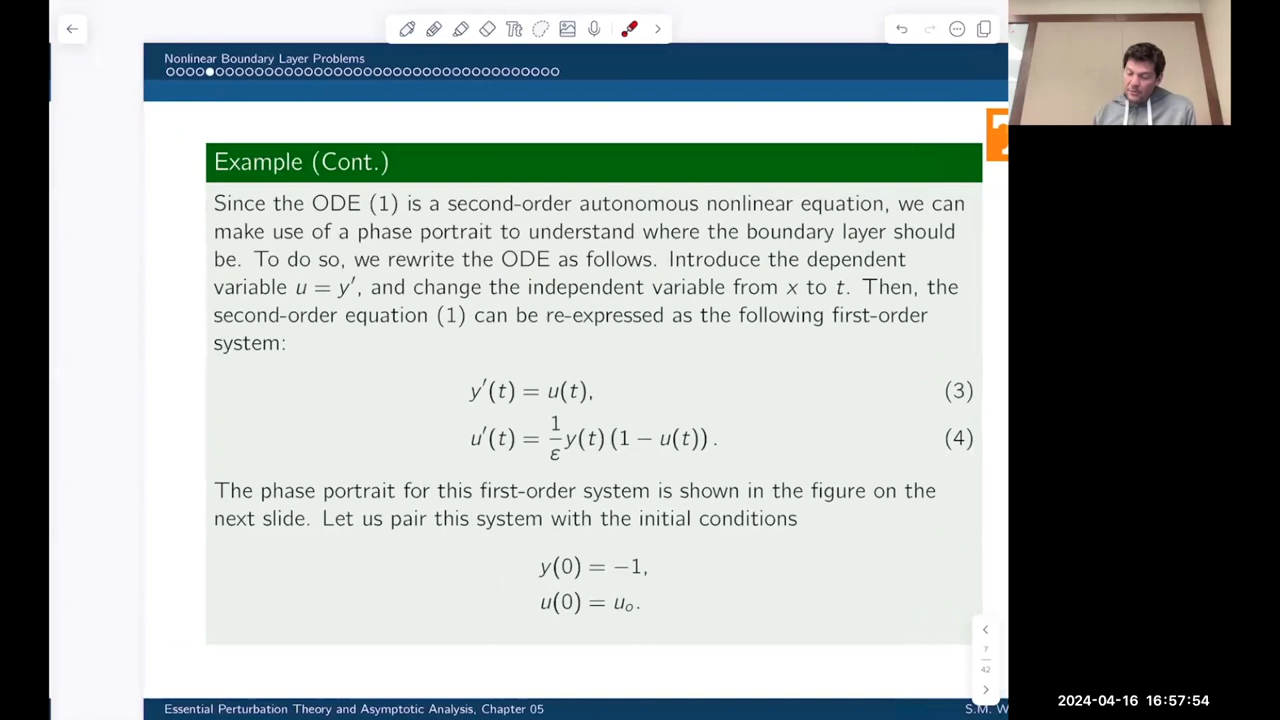 Nonlinear Boundary Layer Problems
Example (Cont.)
Since the ODE (1) is a second-order autonomous nonlinear equation, we can
make use of a phase portrait to understand where the boundary layer should
be. To do so, we rewrite the ODE as follows. Introduce the dependent
variable u = y′, and change the independent variable from x to t. Then, the
second-order equation (1) can be re-expressed as the following first-order
system:
y′(t) = u(t), (3)
u′(t) = 1/ε y(t) (1 − u(t)) . (4)
The phase portrait for this first-order system is shown in the figure on the
next slide. Let us pair this system with the initial conditions
y(0) = −1,
u(0) = uₒ.
7
42
Essential Perturbation Theory and Asymptotic Analysis, Chapter 05
S.M. W
2024-04-16 16:57:54